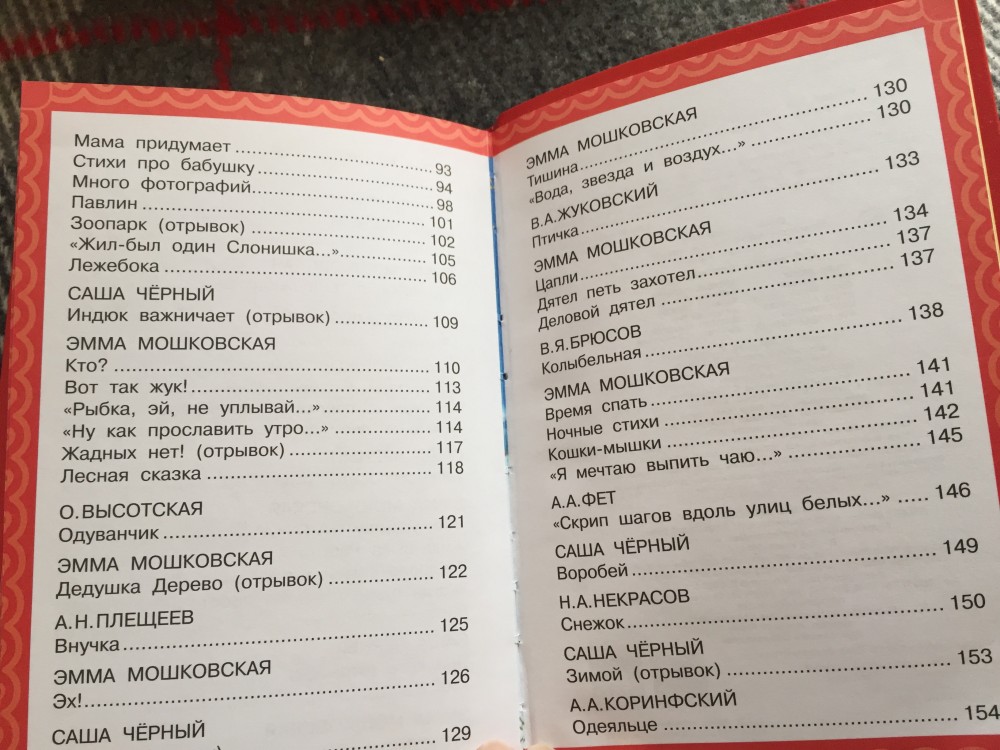 Мама придумает ..... 93
Стихи про бабушку ..... 94
Много фотографий ..... 98
Павлин ..... 101
Зоопарк (отрывок) ..... 102
«Жил-был один Слонишка...» ..... 105
Лежебока ..... 106
САША ЧЁРНЫЙ
Индюк важничает (отрывок) ..... 109
ЭММА МОШКОВСКАЯ
Кто? ..... 110
Вот так жук! ..... 113
«Рыбка, эй, не уплывай...» ..... 114
«Ну как прославить утро...» ..... 114
Жадных нет! (отрывок) ..... 117
Лесная сказка ..... 118
О.ВЫСОТСКАЯ
Одуванчик ..... 121
ЭММА МОШКОВСКАЯ
Дедушка Дерево (отрывок) ..... 122
А.Н.ПЛЕЩЕЕВ
Внучка ..... 125
ЭММА МОШКОВСКАЯ
Эх! ..... 126
САША ЧЁРНЫЙ
129
ЭММА МОШКОВСКАЯ
Тишина ..... 130
«Вода, звезда и воздух...» ..... 130
В.А.ЖУКОВСКИЙ
Птичка ..... 133
ЭММА МОШКОВСКАЯ
Цапли ..... 134
Дятел петь захотел ..... 137
Деловой дятел ..... 137
В.Я.БРЮСОВ
Колыбельная ..... 138
ЭММА МОШКОВСКАЯ
Время спать ..... 141
Ночные стихи ..... 141
Кошки-мышки ..... 142
«Я мечтаю выпить чаю...» ..... 145
А.А.ФЕТ
«Скрип шагов вдоль улиц белых...» ..... 146
САША ЧЁРНЫЙ
Воробей ..... 149
Н.А.НЕКРАСОВ
Снежок ..... 150
САША ЧЁРНЫЙ
Зимой (отрывок) ..... 153
А.А.КОРИНФСКИЙ
Одеяльце ..... 154